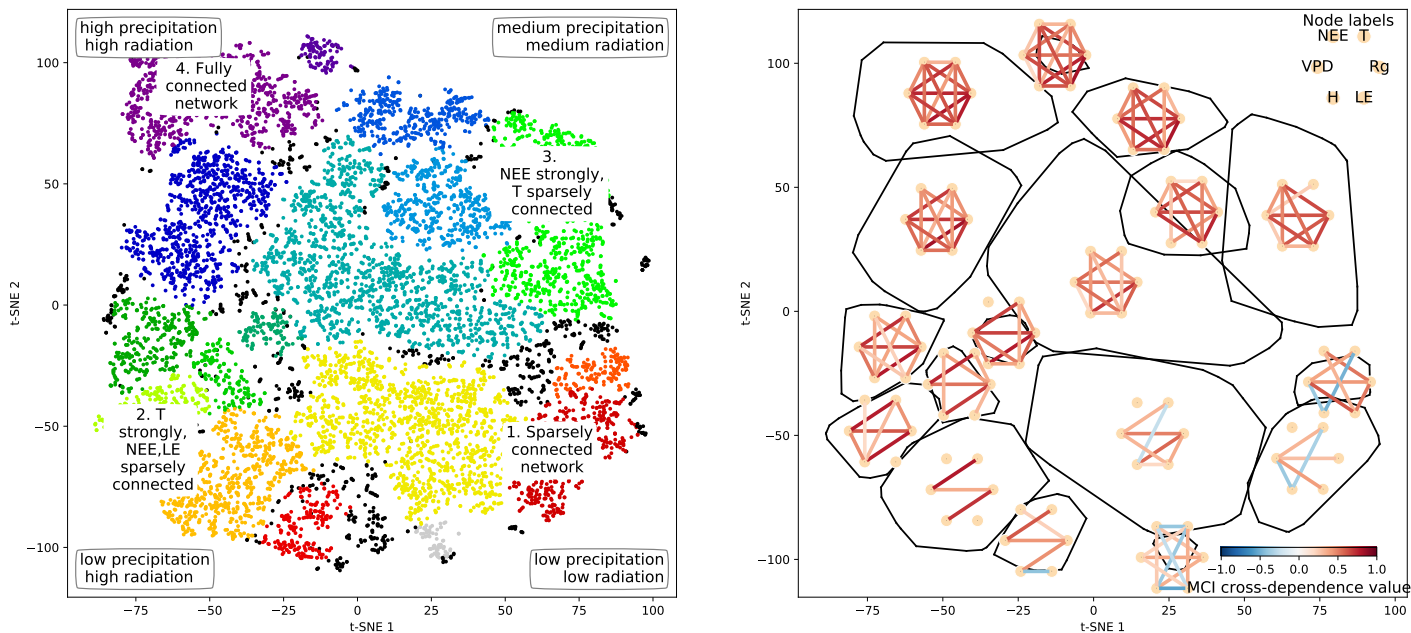 high precipitation
high radiation
medium precipitation
medium radiation
4. Fully
connected
network
3.
NEE strongly,
T sparsely
connected
2. T
strongly,
NEE,LE
sparsely
connected
1. Sparsely
connected
network
low precipitation
high radiation
low precipitation
low radiation
100
50
0
−50
−100
t-SNE 2
−75
−50
−25
0
25
50
75
100
t-SNE 1
Node labels
NEE T
VPD Rg
H LE
100
50
0
−50
−100
t-SNE 2
−1.0 −0.5 0.0 0.5 1.0
MCI cross-dependence value
−75
−50
−25
0
25
50
75
100
t-SNE 1